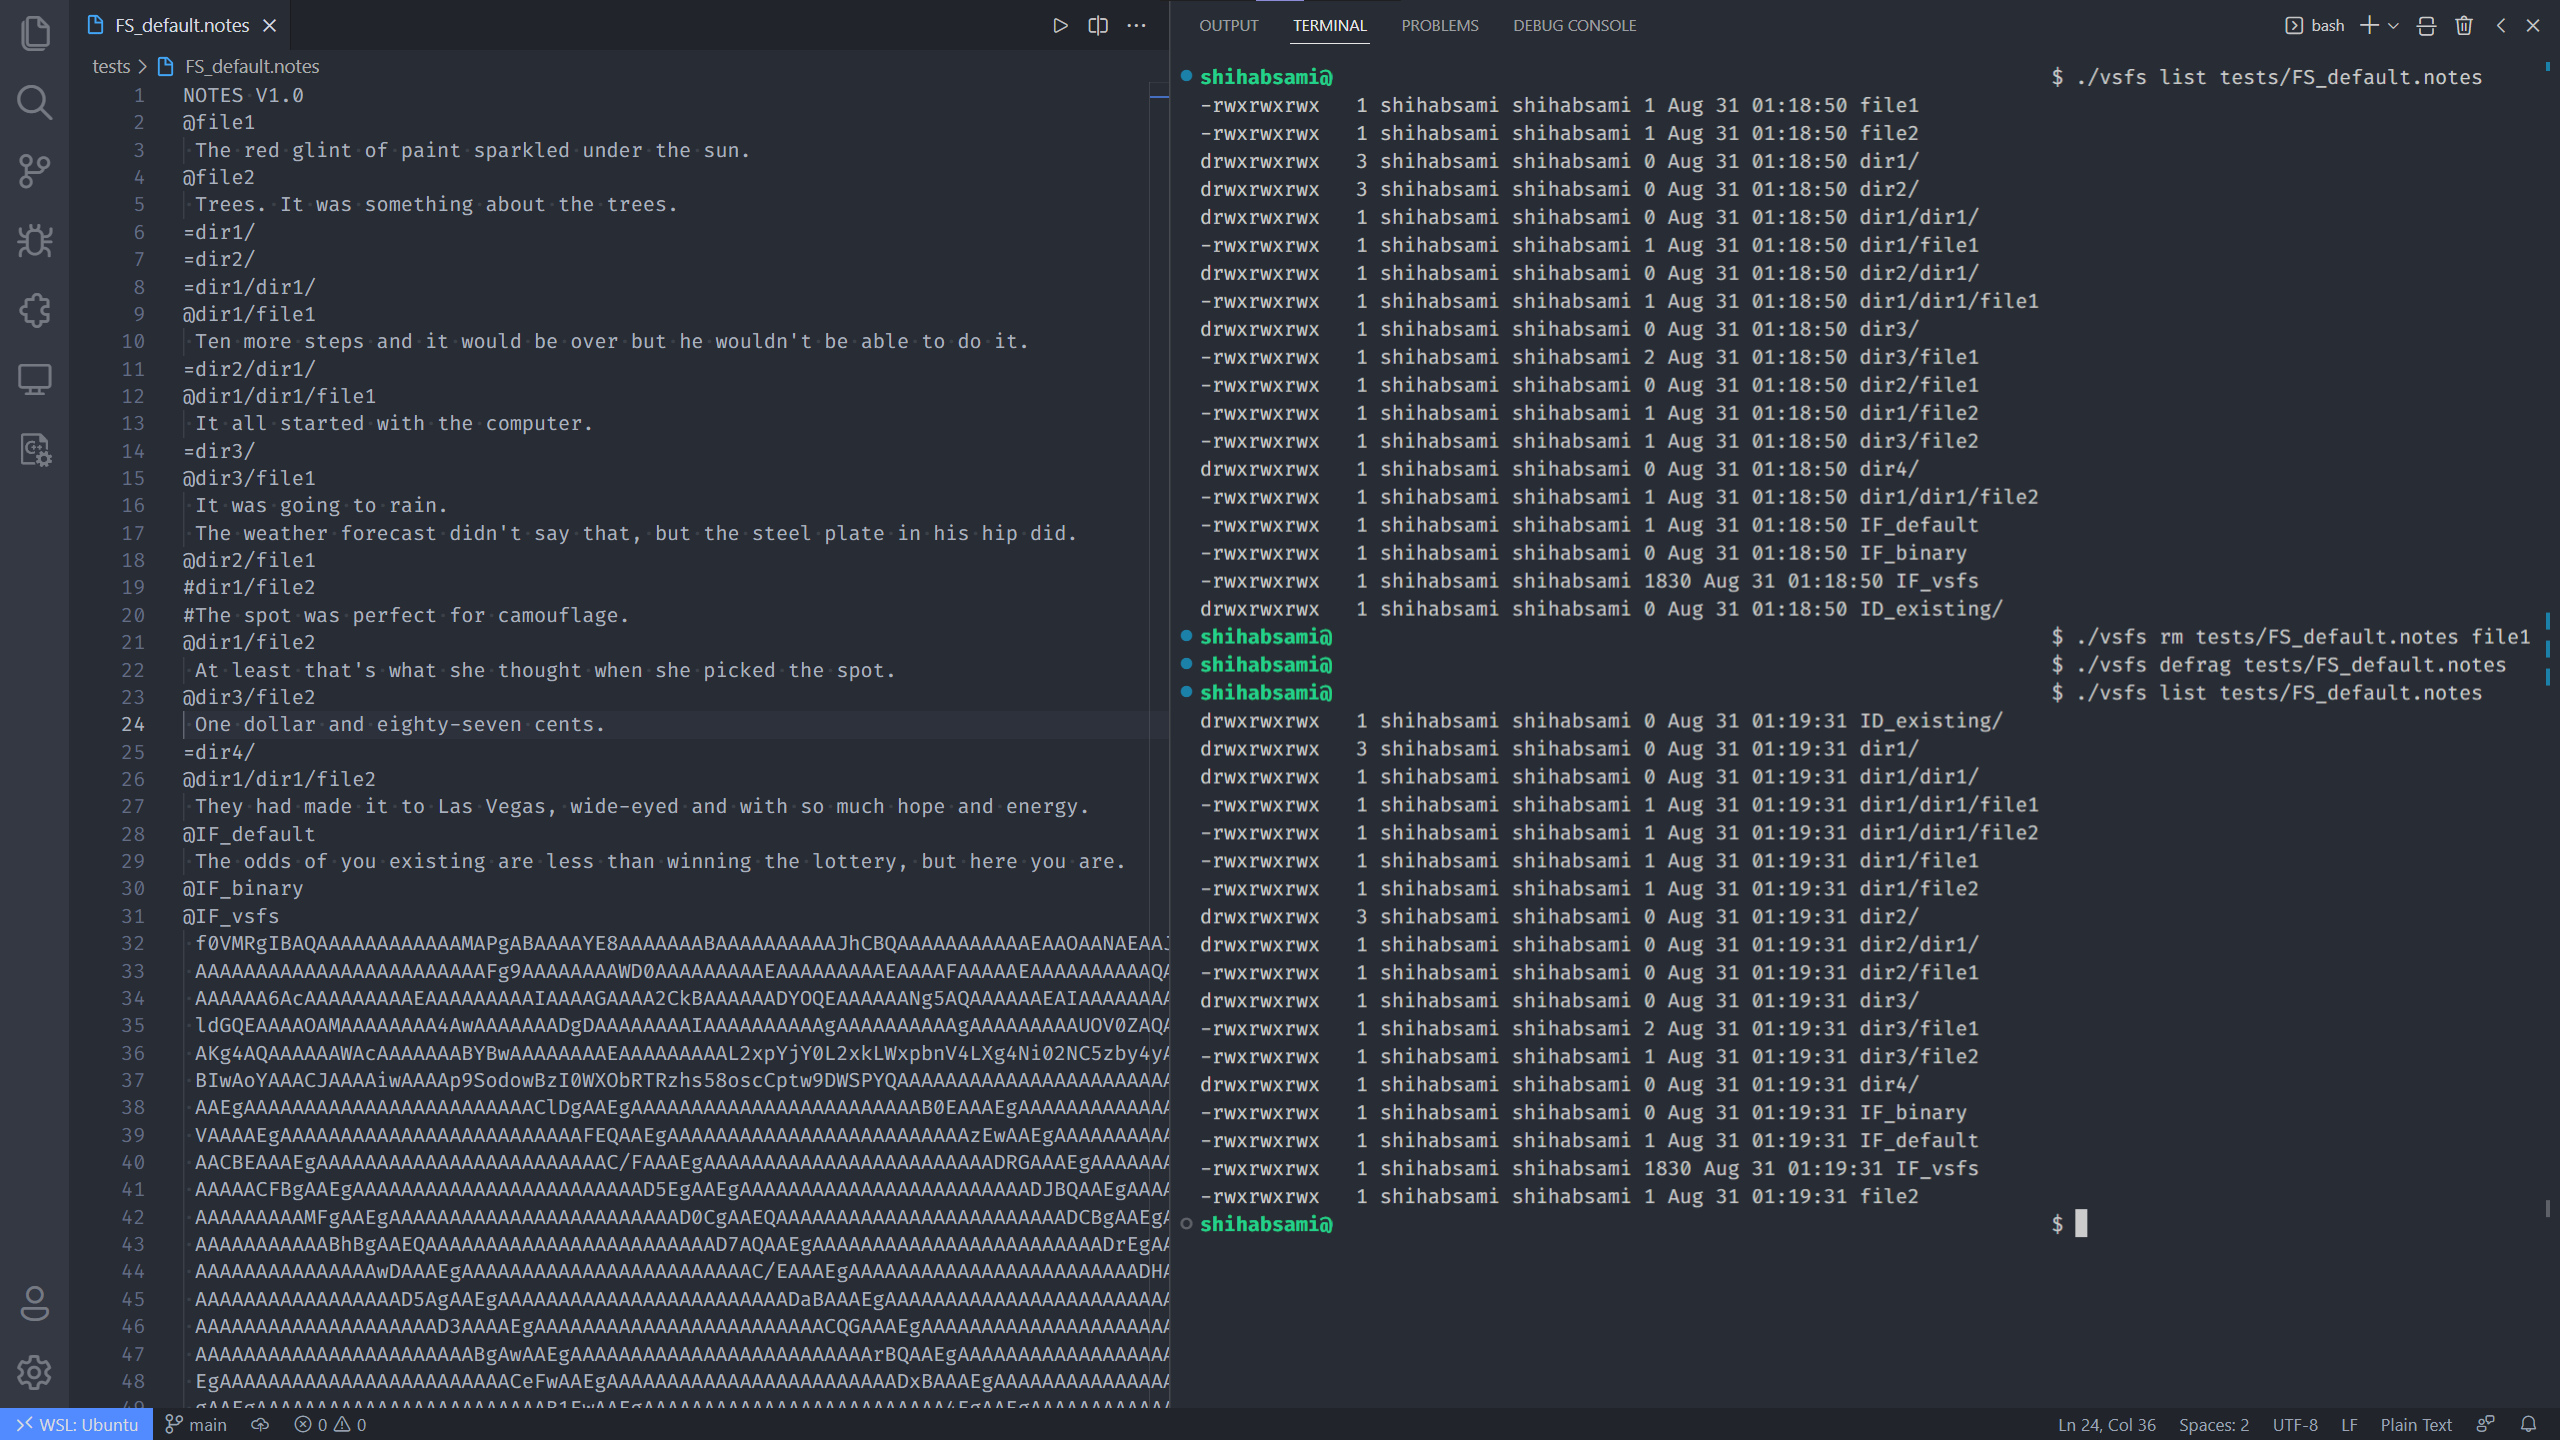 FS_default.notes
tests > FS_default.notes
1 NOTES V1.0
2 @file1
3 The red glint of paint sparkled under the sun.
4 @file2
5 Trees. It was something about the trees.
6 =dir1/
7 =dir2/
8 =dir1/dir1/
9 @dir1/file1
10 Ten more steps and it would be over but he wouldn't be able to do it.
11 =dir2/dir1/
12 @dir1/dir1/file1
13 It all started with the computer.
14 =dir3/
15 @dir3/file1
16 It was going to rain.
17 The weather forecast didn't say that, but the steel plate in his hip did.
18 @dir2/file1
19 #dir1/file2
20 #The spot was perfect for camouflage.
21 @dir1/file2
22 At least that's what she thought when she picked the spot.
23 @dir3/file2
24 One dollar and eighty-seven cents.
25 =dir4/
26 @dir1/dir1/file2
27 They had made it to Las Vegas, wide-eyed and with so much hope and energy.
28 @IF_default
29 The odds of you existing are less than winning the lottery, but here you are.
30 @IF_binary
31 @IF_vsfs
32
33
34
35
36
37
38
39
40
41
42
43
44
45
46
47
48
OUTPUT TERMINAL PROBLEMS DEBUG CONSOLE bash
shihabsami@ $ ./vsfs list tests/FS_default.notes
-rwxrwxrwx 1 shihabsami shihabsami 1 Aug 31 01:18:50 file1
-rwxrwxrwx 1 shihabsami shihabsami 1 Aug 31 01:18:50 file2
drwxrwxrwx 3 shihabsami shihabsami 0 Aug 31 01:18:50 dir1/
drwxrwxrwx 3 shihabsami shihabsami 0 Aug 31 01:18:50 dir2/
drwxrwxrwx 1 shihabsami shihabsami 0 Aug 31 01:18:50 dir1/dir1/
-rwxrwxrwx 1 shihabsami shihabsami 1 Aug 31 01:18:50 dir1/file1
drwxrwxrwx 1 shihabsami shihabsami 0 Aug 31 01:18:50 dir2/dir1/
-rwxrwxrwx 1 shihabsami shihabsami 1 Aug 31 01:18:50 dir1/dir1/file1
drwxrwxrwx 1 shihabsami shihabsami 0 Aug 31 01:18:50 dir3/
-rwxrwxrwx 1 shihabsami shihabsami 2 Aug 31 01:18:50 dir3/file1
-rwxrwxrwx 1 shihabsami shihabsami 0 Aug 31 01:18:50 dir2/file1
-rwxrwxrwx 1 shihabsami shihabsami 1 Aug 31 01:18:50 dir1/file2
-rwxrwxrwx 1 shihabsami shihabsami 1 Aug 31 01:18:50 dir3/file2
drwxrwxrwx 1 shihabsami shihabsami 0 Aug 31 01:18:50 dir4/
-rwxrwxrwx 1 shihabsami shihabsami 1 Aug 31 01:18:50 dir1/dir1/file2
-rwxrwxrwx 1 shihabsami shihabsami 1 Aug 31 01:18:50 IF_default
-rwxrwxrwx 1 shihabsami shihabsami 0 Aug 31 01:18:50 IF_binary
-rwxrwxrwx 1 shihabsami shihabsami 1830 Aug 31 01:18:50 IF_vsfs
drwxrwxrwx 1 shihabsami shihabsami 0 Aug 31 01:18:50 ID_existing/
shihabsami@ $ ./vsfs rm tests/FS_default.notes file1
shihabsami@ $ ./vsfs defrag tests/FS_default.notes
shihabsami@ $ ./vsfs list tests/FS_default.notes
drwxrwxrwx 1 shihabsami shihabsami 0 Aug 31 01:19:31 ID_existing/
drwxrwxrwx 3 shihabsami shihabsami 0 Aug 31 01:19:31 dir1/
drwxrwxrwx 1 shihabsami shihabsami 0 Aug 31 01:19:31 dir1/dir1/
-rwxrwxrwx 1 shihabsami shihabsami 1 Aug 31 01:19:31 dir1/dir1/file1
-rwxrwxrwx 1 shihabsami shihabsami 1 Aug 31 01:19:31 dir1/dir1/file2
-rwxrwxrwx 1 shihabsami shihabsami 1 Aug 31 01:19:31 dir1/file1
-rwxrwxrwx 1 shihabsami shihabsami 1 Aug 31 01:19:31 dir1/file2
drwxrwxrwx 3 shihabsami shihabsami 0 Aug 31 01:19:31 dir2/
drwxrwxrwx 1 shihabsami shihabsami 0 Aug 31 01:19:31 dir2/dir1/
-rwxrwxrwx 1 shihabsami shihabsami 0 Aug 31 01:19:31 dir2/file1
drwxrwxrwx 1 shihabsami shihabsami 0 Aug 31 01:19:31 dir3/
-rwxrwxrwx 1 shihabsami shihabsami 2 Aug 31 01:19:31 dir3/file1
-rwxrwxrwx 1 shihabsami shihabsami 1 Aug 31 01:19:31 dir3/file2
drwxrwxrwx 1 shihabsami shihabsami 0 Aug 31 01:19:31 dir4/
-rwxrwxrwx 1 shihabsami shihabsami 0 Aug 31 01:19:31 IF_binary
-rwxrwxrwx 1 shihabsami shihabsami 1 Aug 31 01:19:31 IF_default
-rwxrwxrwx 1 shihabsami shihabsami 1830 Aug 31 01:19:31 IF_vsfs
-rwxrwxrwx 1 shihabsami shihabsami 1 Aug 31 01:19:31 file2
shihabsami@ $
WSL: Ubuntu main 0 0 Ln 24, Col 36 Spaces: 2 UTF-8 LF Plain Text